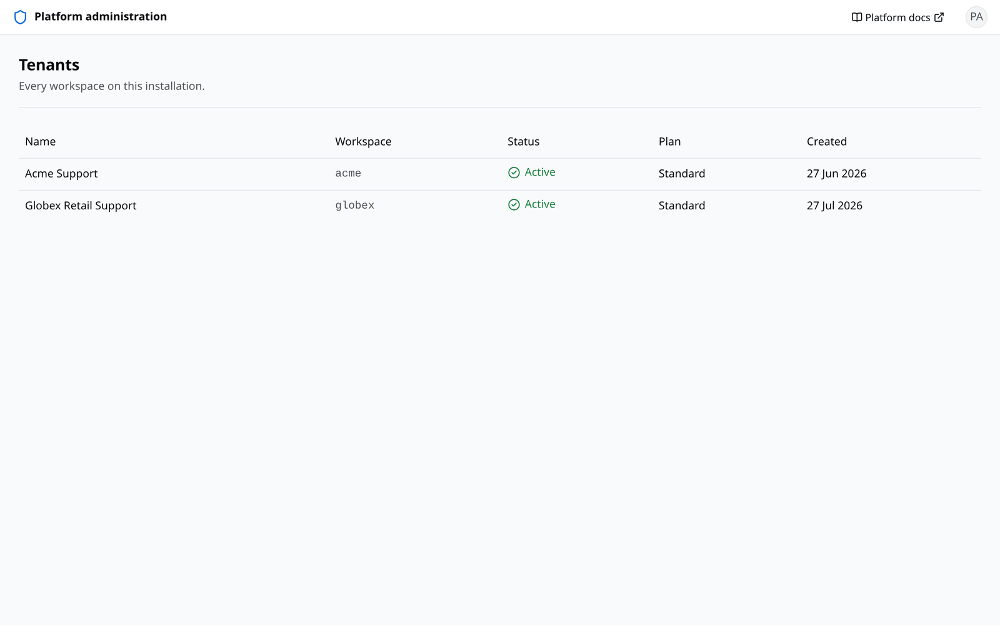 Platform administration
Platform docs
PA
Tenants
Every workspace on this installation.
Name Workspace Status Plan Created
Acme Support acme Active Standard 27 Jun 2026
Globex Retail Support globex Active Standard 27 Jul 2026